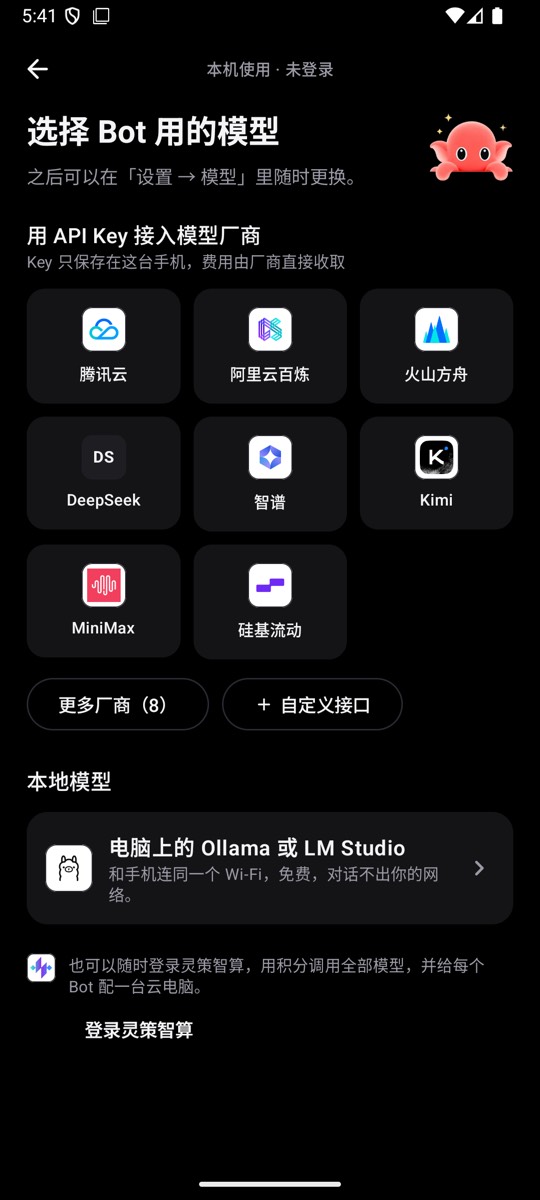 5:41
本机使用 · 未登录
选择 Bot 用的模型
之后可以在「设置 → 模型」里随时更换。
用 API Key 接入模型厂商
Key 只保存在这台手机，费用由厂商直接收取
腾讯云
阿里云百炼
火山方舟
DS
DeepSeek
智谱
K
Kimi
MiniMax
硅基流动
更多厂商（8）
+ 自定义接口
本地模型
电脑上的 Ollama 或 LM Studio
和手机连同一个 Wi-Fi，免费，对话不出你的网
络。
也可以随时登录灵策智算，用积分调用全部模型，并给每个
Bot 配一台云电脑。
登录灵策智算